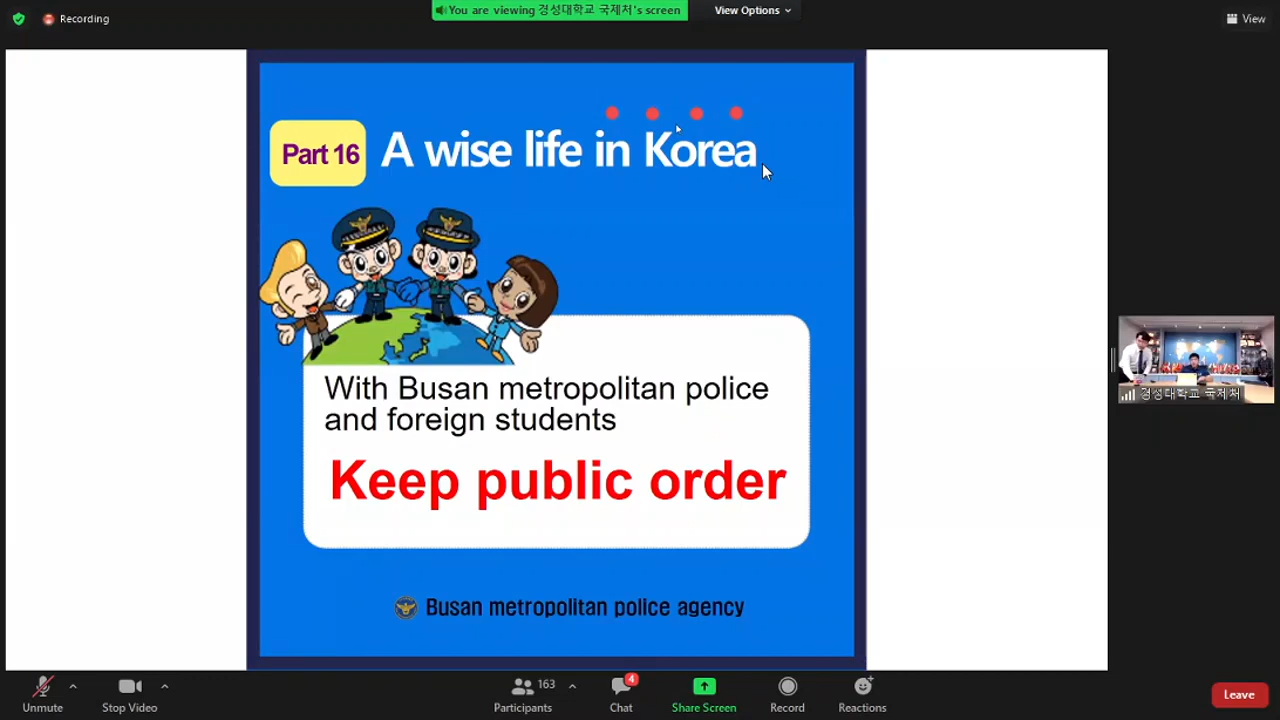 Recording
You are viewing 경성대학교 국제처's screen
View Options
View
Part 16
A wise life in Korea
With Busan metropolitan police
and foreign students
Keep public order
Busan metropolitan police agency
경성대학교 국제처
Unmute
Stop Video
163
Participants
4
Chat
Share Screen
Record
Reactions
Leave